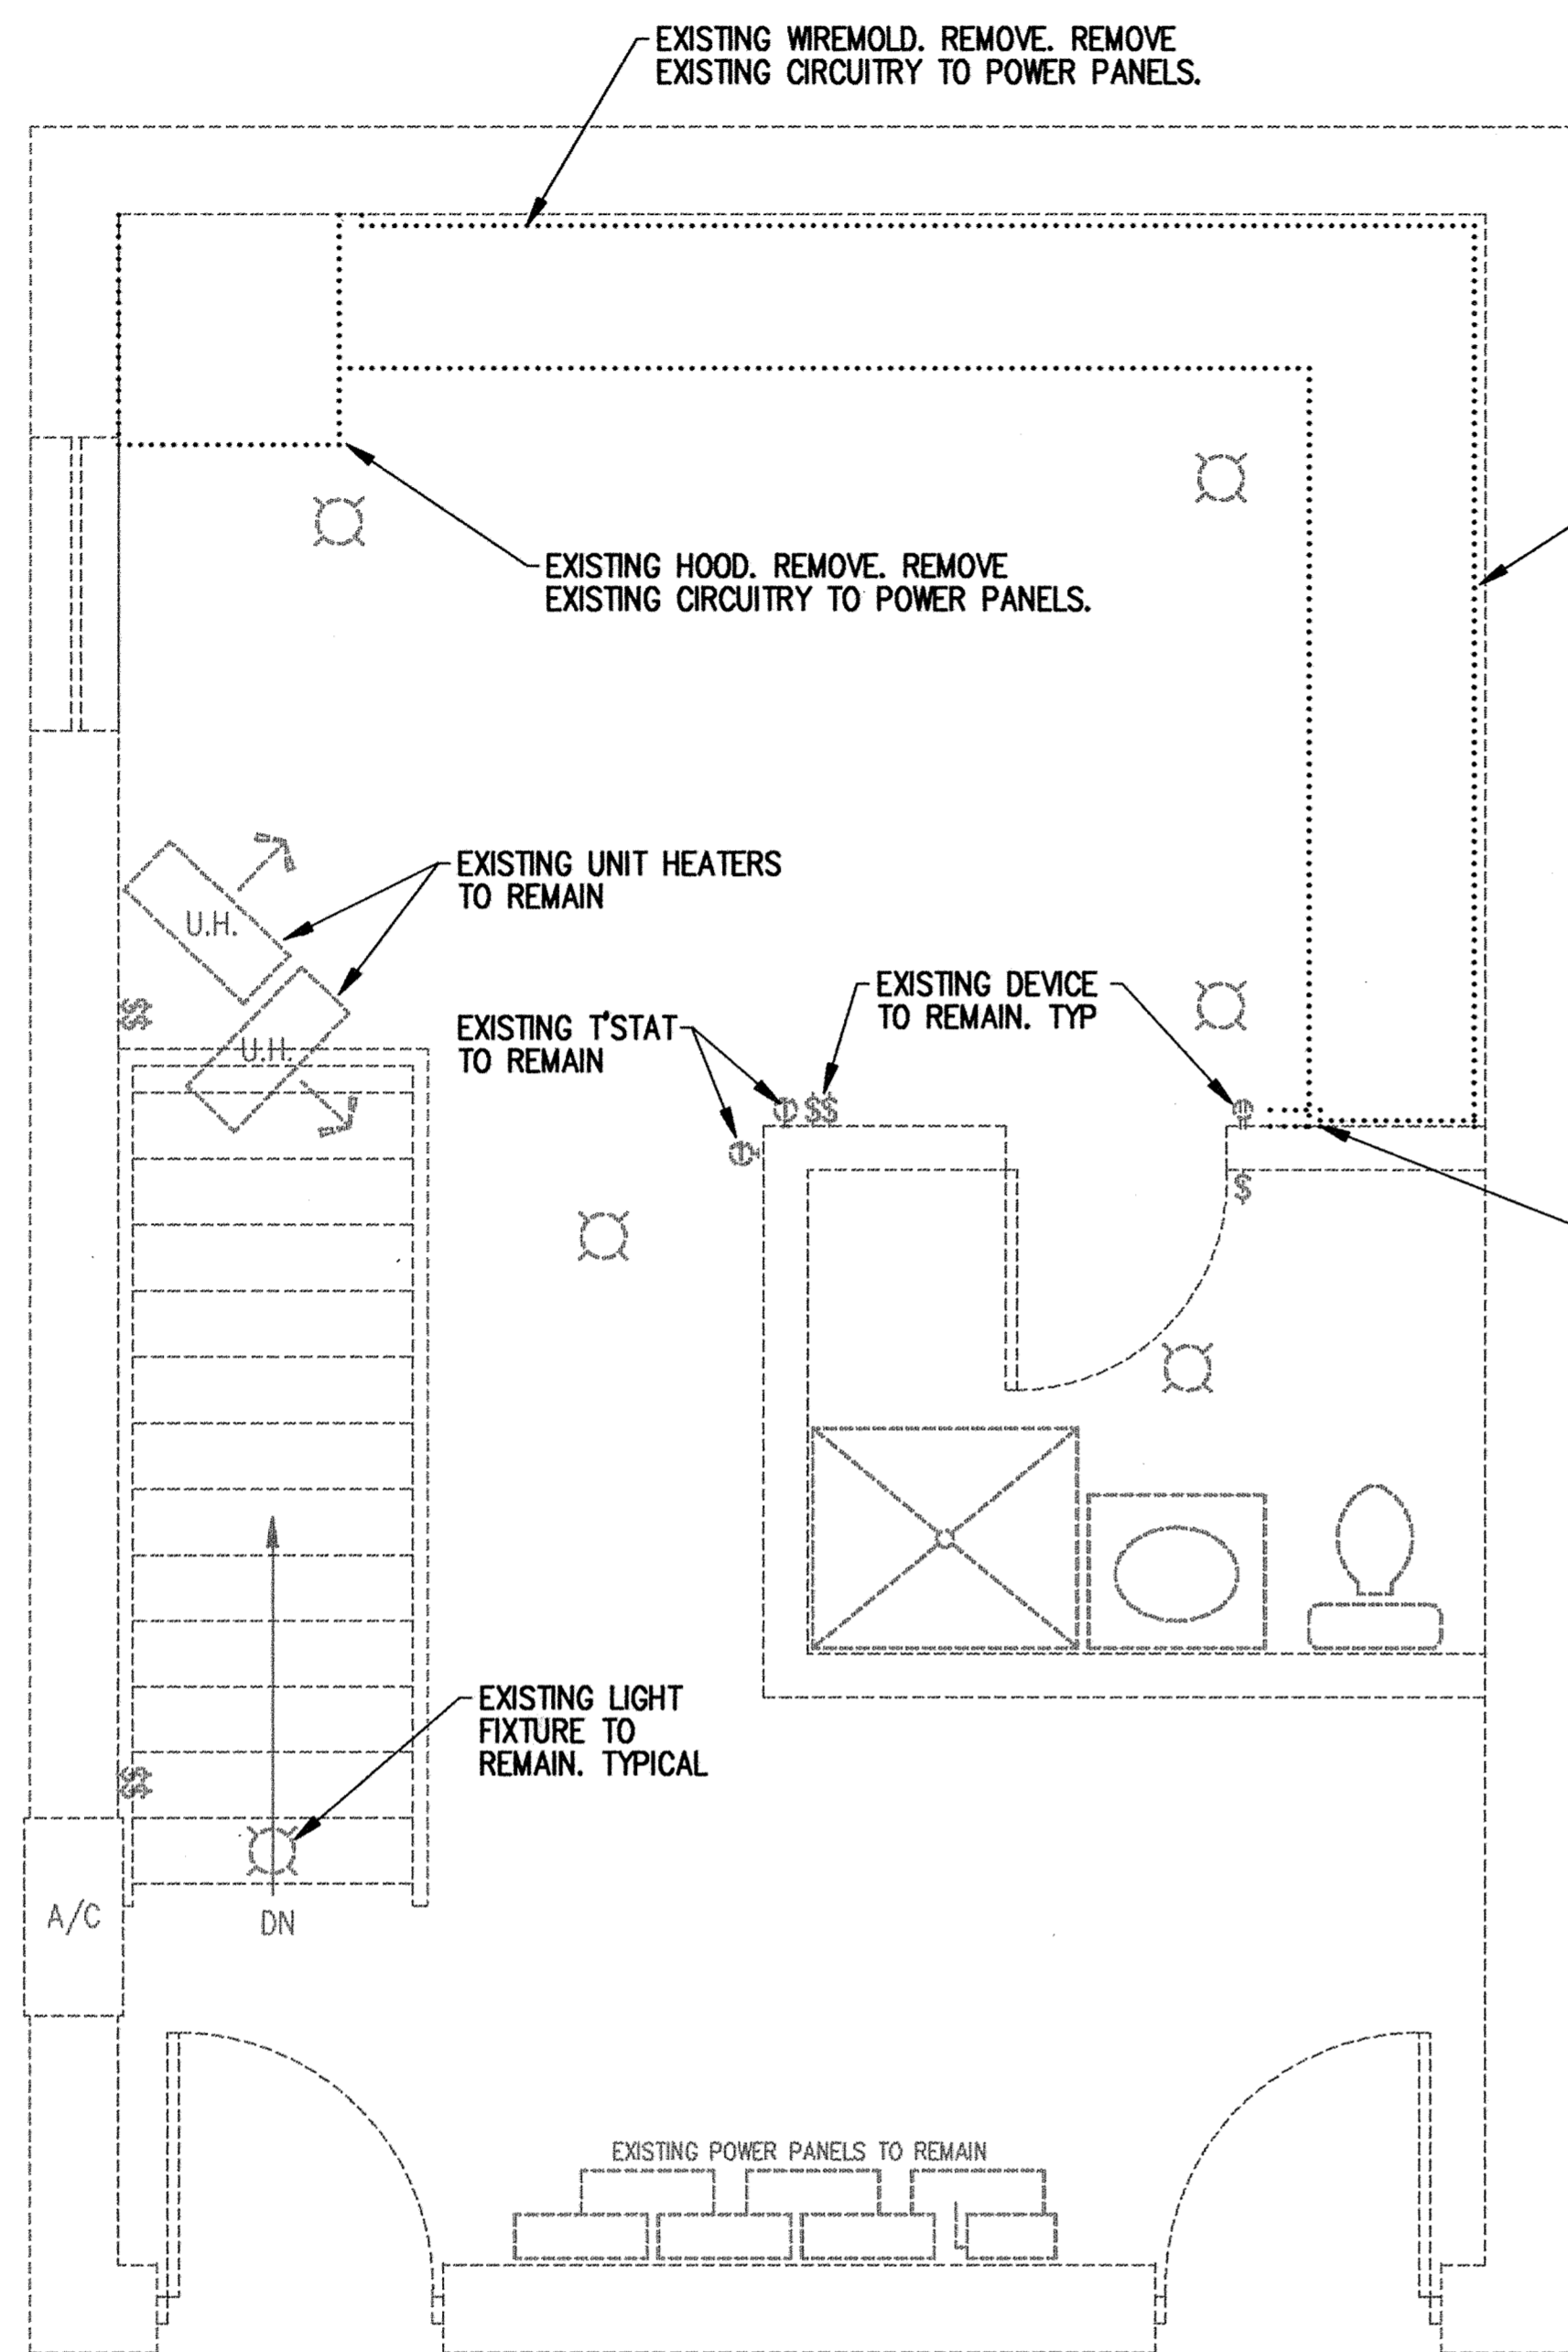 EXISTING WIREMOLD. REMOVE. REMOVE
EXISTING CIRCUITRY TO POWER PANELS.
EXISTING HOOD. REMOVE. REMOVE
EXISTING CIRCUITRY TO POWER PANELS.
EXISTING UNIT HEATERS
TO REMAIN
U.H.
U.H.
$$
EXISTING T'STAT
TO REMAIN
EXISTING DEVICE
TO REMAIN. TYP
$$
$
EXISTING LIGHT
FIXTURE TO
REMAIN. TYPICAL
$$
A/C
DN
EXISTING POWER PANELS TO REMAIN